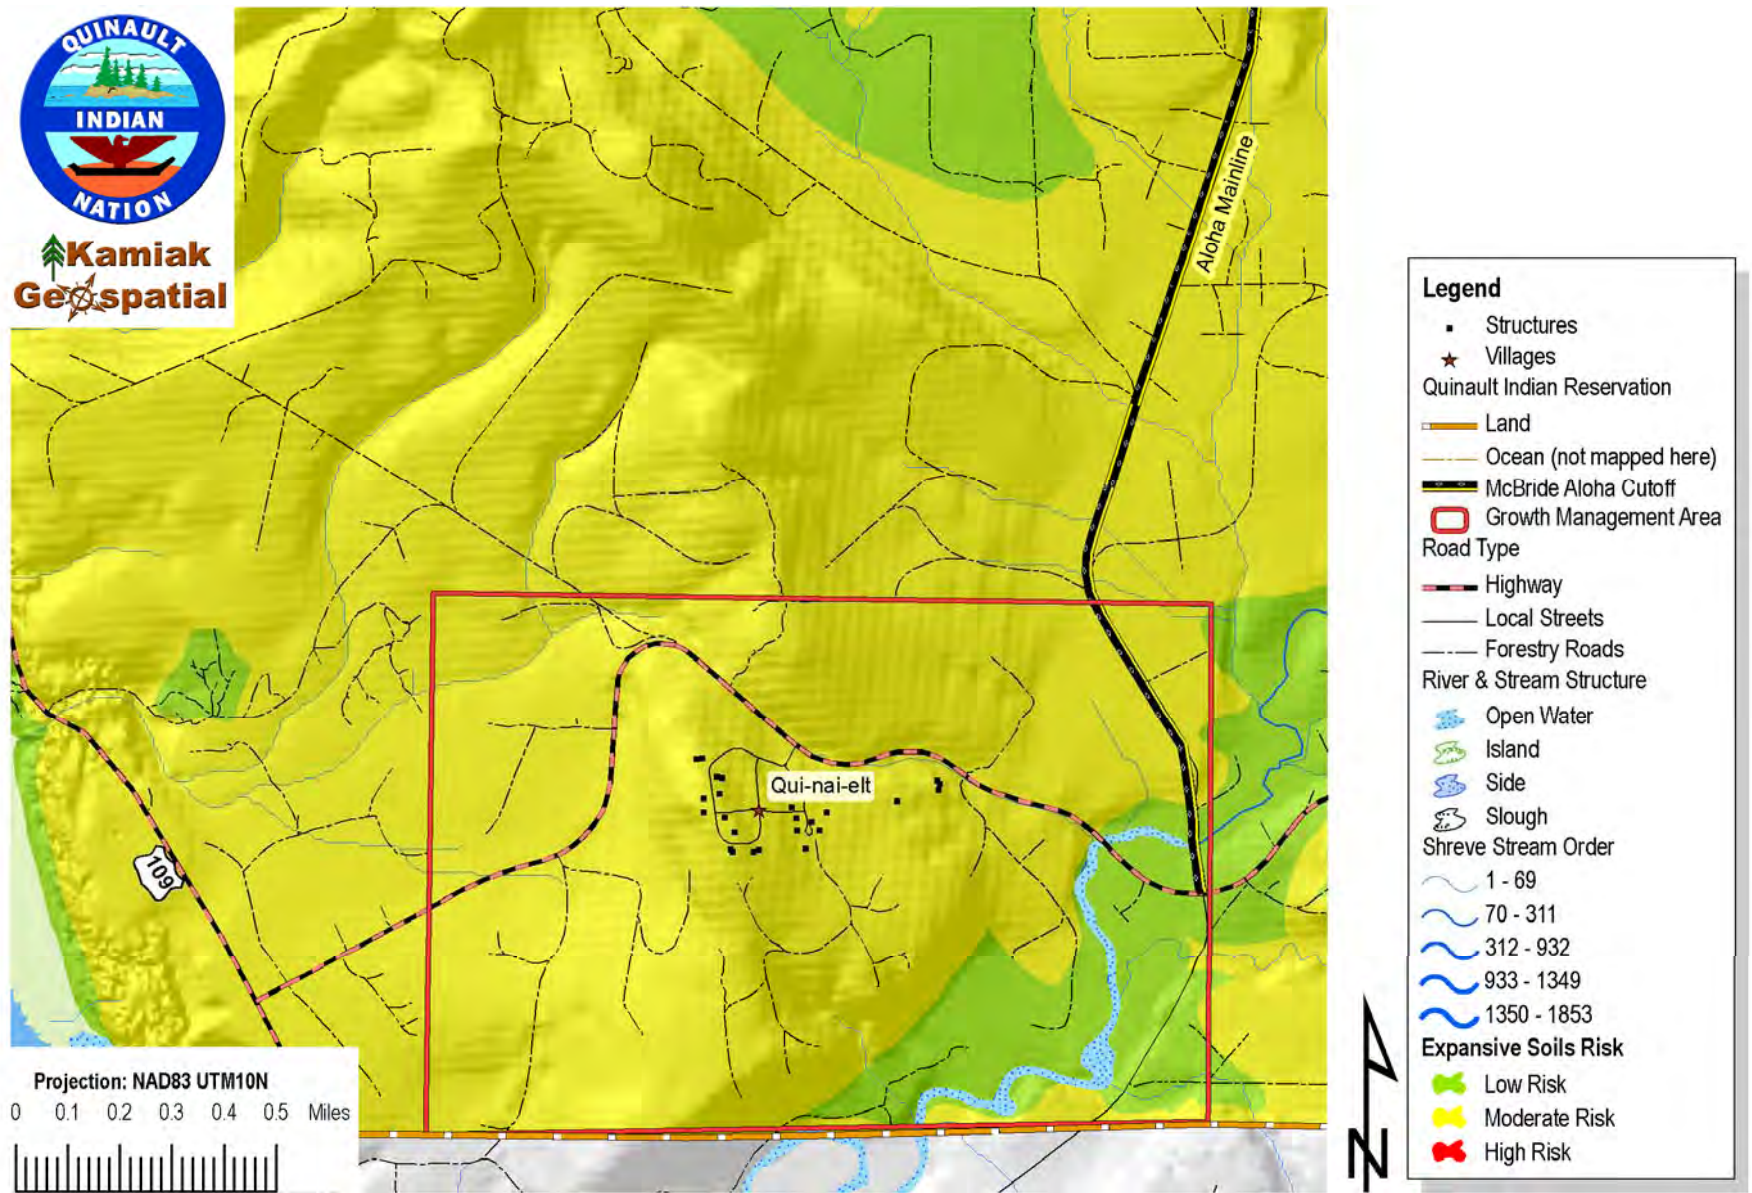 QUINAULT
INDIAN
NATION
Kamiak
Geospatial
Aloha Mainline
Qui-nai-elt
109
Projection: NAD83 UTM10N
0 0.1 0.2 0.3 0.4 0.5 Miles
N
Legend
Structures
Villages
Quinault Indian Reservation
Land
Ocean (not mapped here)
McBride Aloha Cutoff
Growth Management Area
Road Type
Highway
Local Streets
Forestry Roads
River & Stream Structure
Open Water
Island
Side
Slough
Shreve Stream Order
1 - 69
70 - 311
312 - 932
933 - 1349
1350 - 1853
Expansive Soils Risk
Low Risk
Moderate Risk
High Risk